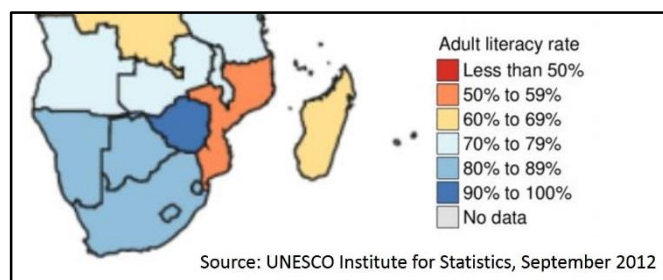 Adult literacy rate
Less than 50%
50% to 59%
60% to 69%
70% to 79%
80% to 89%
90% to 100%
No data
Source: UNESCO Institute for Statistics, September 2012